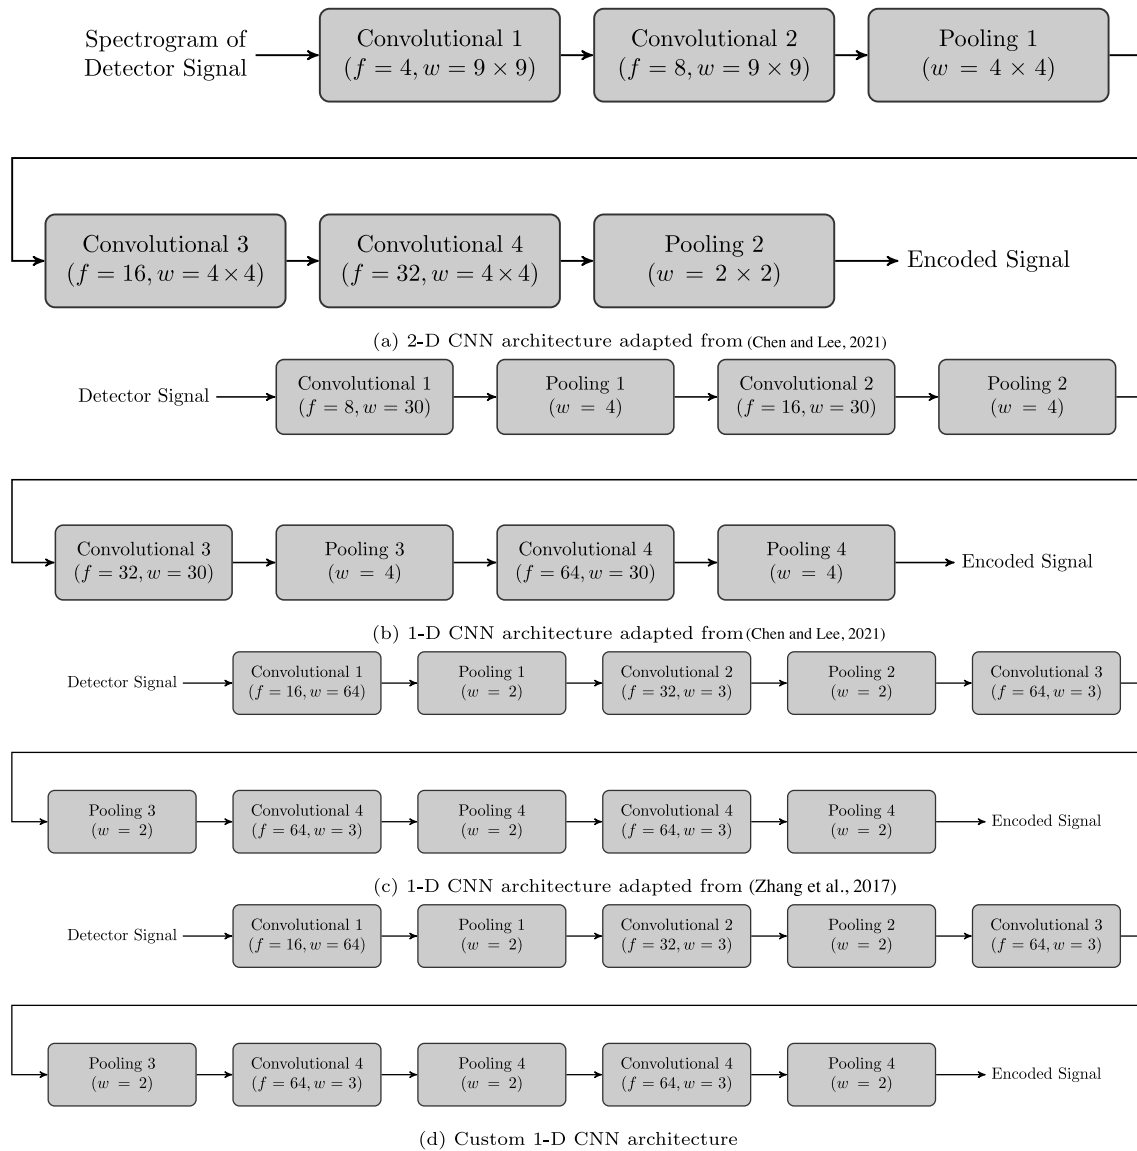 Spectrogram of
Detector Signal
Convolutional 1
(f = 4, w = 9 × 9)
Convolutional 2
(f = 8, w = 9 × 9)
Pooling 1
(w = 4 × 4)
Convolutional 3
(f = 16, w = 4 × 4)
Convolutional 4
(f = 32, w = 4 × 4)
Pooling 2
(w = 2 × 2)
Encoded Signal
(a) 2-D CNN architecture adapted from (Chen and Lee, 2021)
Detector Signal
Convolutional 1
(f = 8, w = 30)
Pooling 1
(w = 4)
Convolutional 2
(f = 16, w = 30)
Pooling 2
(w = 4)
Convolutional 3
(f = 32, w = 30)
Pooling 3
(w = 4)
Convolutional 4
(f = 64, w = 30)
Pooling 4
(w = 4)
Encoded Signal
(b) 1-D CNN architecture adapted from (Chen and Lee, 2021)
Detector Signal
Convolutional 1
(f = 16, w = 64)
Pooling 1
(w = 2)
Convolutional 2
(f = 32, w = 3)
Pooling 2
(w = 2)
Convolutional 3
(f = 64, w = 3)
Pooling 3
(w = 2)
Convolutional 4
(f = 64, w = 3)
Pooling 4
(w = 2)
Convolutional 4
(f = 64, w = 3)
Pooling 4
(w = 2)
Encoded Signal
(c) 1-D CNN architecture adapted from (Zhang et al., 2017)
Detector Signal
Convolutional 1
(f = 16, w = 64)
Pooling 1
(w = 2)
Convolutional 2
(f = 32, w = 3)
Pooling 2
(w = 2)
Convolutional 3
(f = 64, w = 3)
Pooling 3
(w = 2)
Convolutional 4
(f = 64, w = 3)
Pooling 4
(w = 2)
Convolutional 4
(f = 64, w = 3)
Pooling 4
(w = 2)
Encoded Signal
(d) Custom 1-D CNN architecture